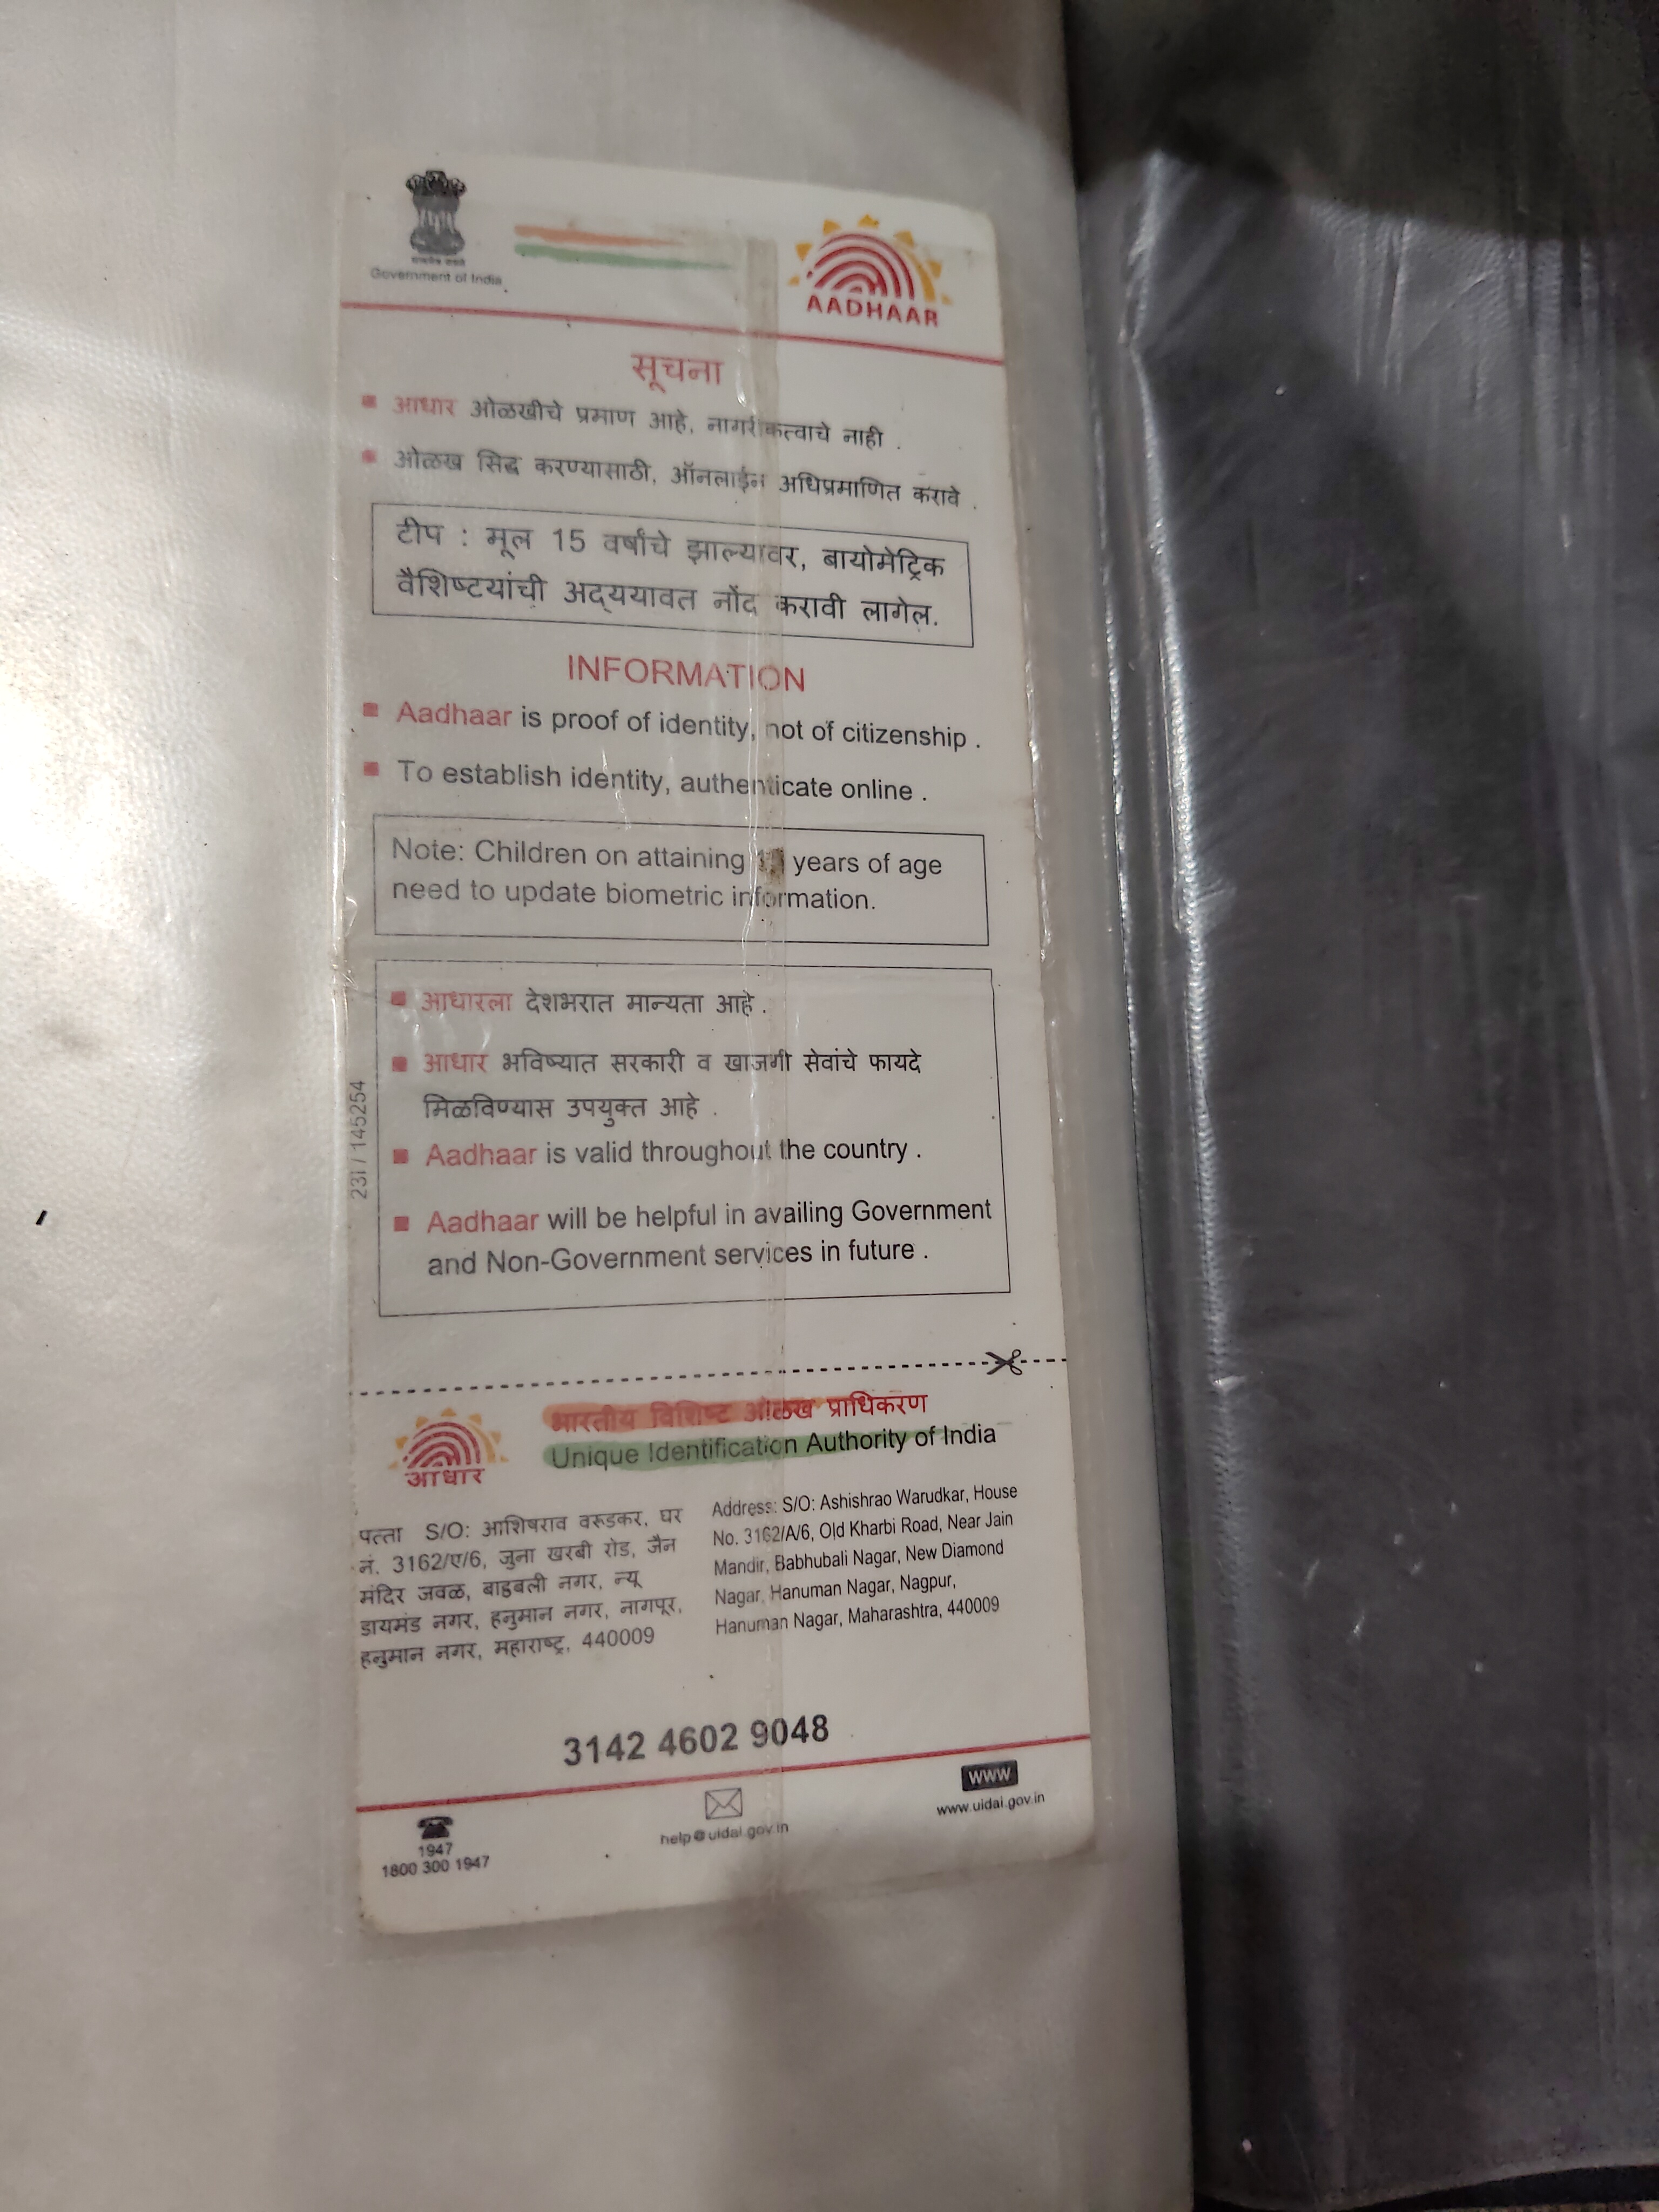 Government of India
AADHAAR
सूचना
आधार ओळखीचे प्रमाण आहे, नागरीकत्वाचे नाही .
ओळख सिद्ध करण्यासाठी, ऑनलाईन अधिप्रमाणित करावे .
टीप : मूल 15 वर्षांचे झाल्यावर, बायोमेट्रिक
वैशिष्टयांची अद्ययावत नोंद करावी लागेल.
INFORMATION
Aadhaar is proof of identity, not of citizenship .
To establish identity, authenticate online .
Note: Children on attaining years of age
need to update biometric information.
आधारला देशभरात मान्यता आहे .
आधार भविष्यात सरकारी व खाजगी सेवांचे फायदे
मिळविण्यास उपयुक्त आहे .
Aadhaar is valid throughout the country .
Aadhaar will be helpful in availing Government
and Non-Government services in future .
231 / 145254
भारतीय विशिष्ट ओळख प्राधिकरण
Unique Identification Authority of India
आधार
पत्ता S/O: आशिषराव वरुडकर, घर
नं. 3162/ए/6, जुना खरबी रोड, जैन
मंदिर जवळ, बाहुबली नगर, न्यू
डायमंड नगर, हनुमान नगर, नागपूर,
हनुमान नगर, महाराष्ट्र, 440009
Address: S/O: Ashishrao Warudkar, House
No. 3162/A/6, Old Kharbi Road, Near Jain
Mandir, Babhubali Nagar, New Diamond
Nagar, Hanuman Nagar, Nagpur,
Hanuman Nagar, Maharashtra, 440009
3142 4602 9048
1947
1800 300 1947
help@uidai.gov.in
www
www.uidai.gov.in